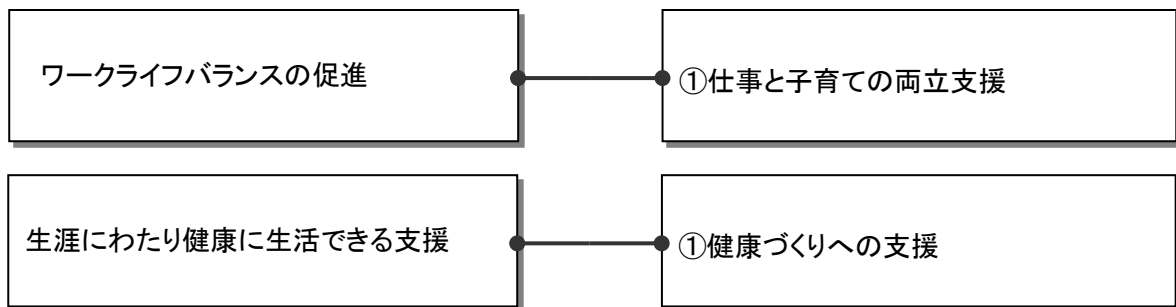 ワークライフバランスの促進
①仕事と子育ての両立支援
生涯にわたり健康に生活できる支援
①健康づくりへの支援